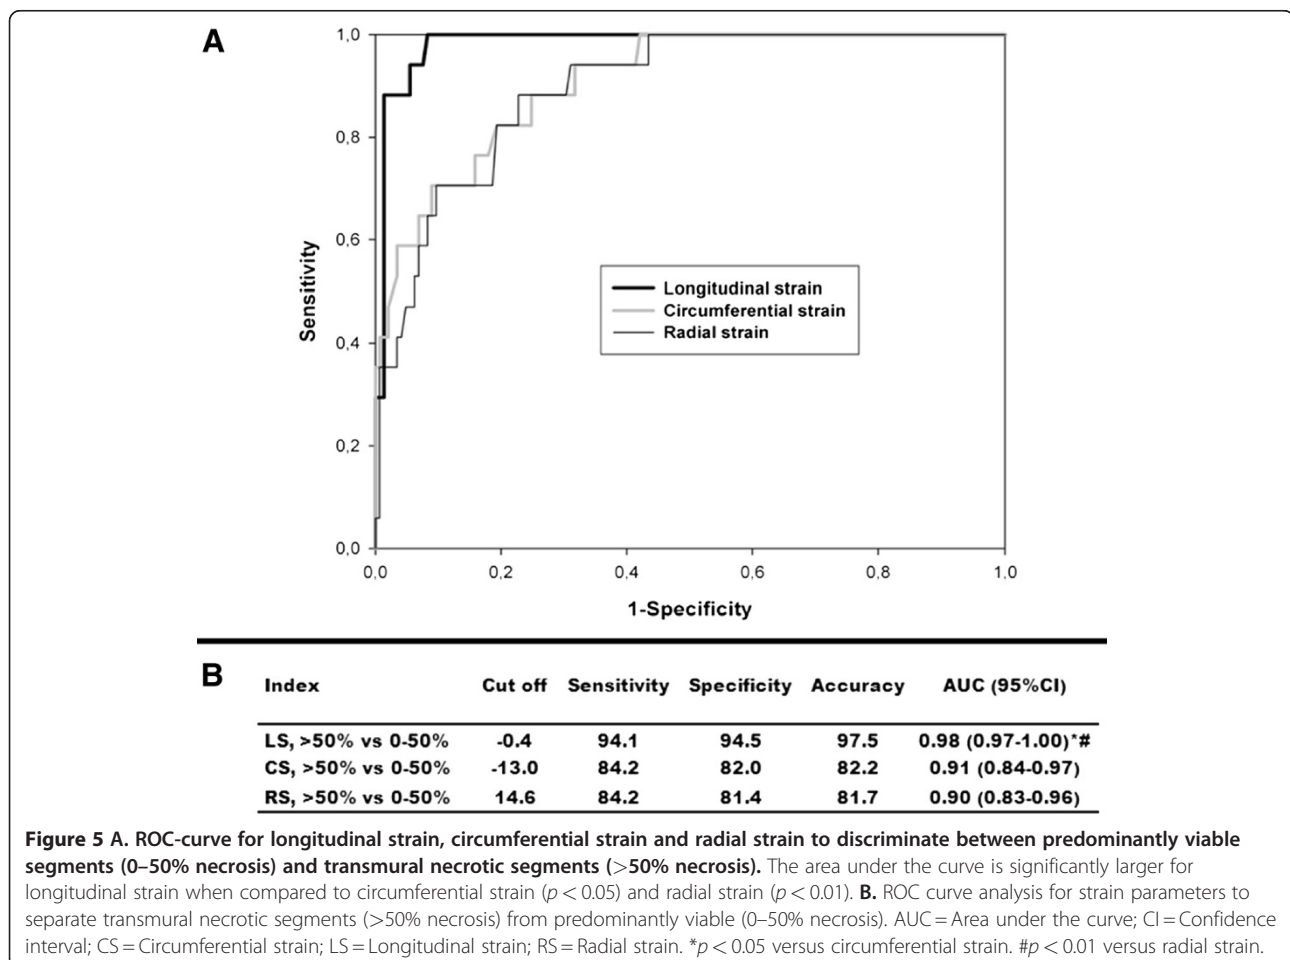 A
1,0
0,8
0,6
0,4
0,2
0,0
Sensitivity
Longitudinal strain
Circumferential strain
Radial strain
0,0 0,2 0,4 0,6 0,8 1,0
1-Specificity
B
Index Cut off Sensitivity Specificity Accuracy AUC (95%CI)
LS, >50% vs 0-50% -0.4 94.1 94.5 97.5 0.98 (0.97-1.00)*#
CS, >50% vs 0-50% -13.0 84.2 82.0 82.2 0.91 (0.84-0.97)
RS, >50% vs 0-50% 14.6 84.2 81.4 81.7 0.90 (0.83-0.96)
Figure 5 A. ROC-curve for longitudinal strain, circumferential strain and radial strain to discriminate between predominantly viable
segments (0–50% necrosis) and transmural necrotic segments (>50% necrosis). The area under the curve is significantly larger for
longitudinal strain when compared to circumferential strain (p < 0.05) and radial strain (p < 0.01). B. ROC curve analysis for strain parameters to
separate transmural necrotic segments (>50% necrosis) from predominantly viable (0–50% necrosis). AUC = Area under the curve; CI = Confidence
interval; CS = Circumferential strain; LS = Longitudinal strain; RS = Radial strain. *p < 0.05 versus circumferential strain. #p < 0.01 versus radial strain.